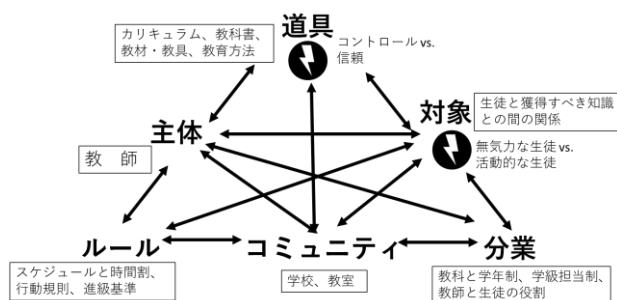 道具
カリキュラム、教科書、
教材・教具、教育方法
コントロール vs.
信頼
主体
教 師
対象
生徒と獲得すべき知識
との間の関係
無気力な生徒 vs.
活動的な生徒
ルール
スケジュールと時間割、
行動規則、進級基準
コミュニティ
学校、教室
分業
教科と学年制、学級担当制、
教師と生徒の役割